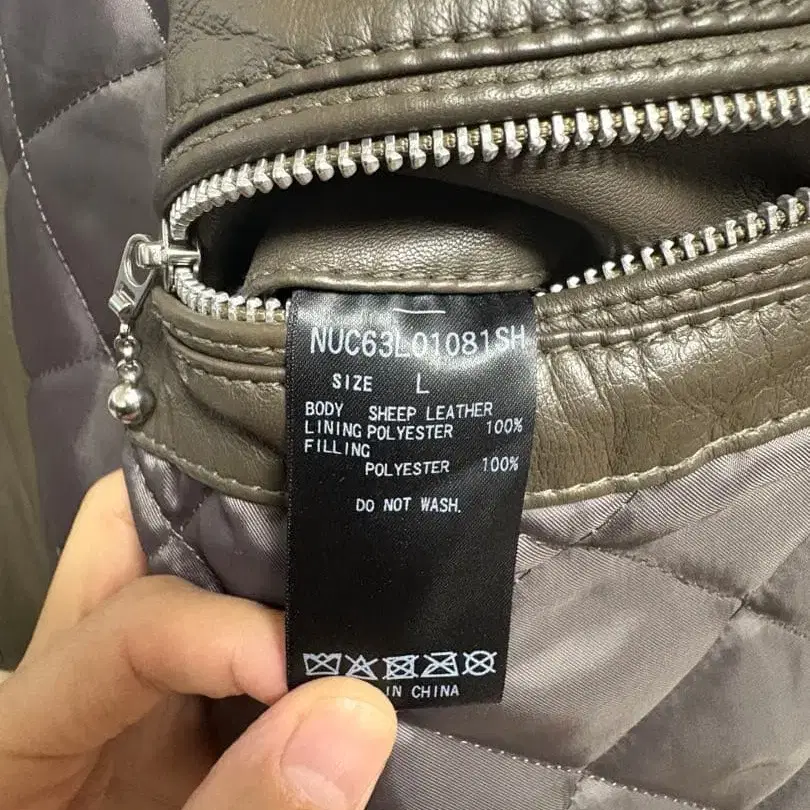 NUC63L01081SH
SIZE L
BODY SHEEP LEATHER
LINING POLYESTER 100%
FILLING
POLYESTER 100%
DO NOT WASH.
IN CHINA